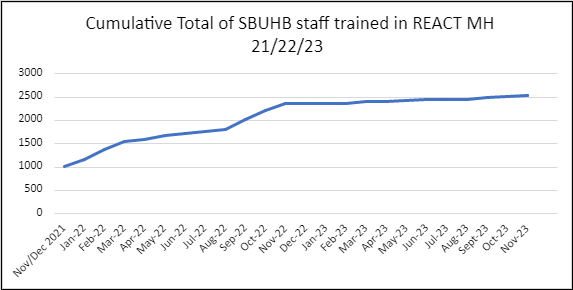 Cumulative Total of SBUHB staff trained in REACT MH
21/22/23
3000
2500
2000
1500
1000
500
0
Nov/Dec 2021
Jan-22
Feb-22
Mar-22
Apr-22
May-22
Jun-22
Jul-22
Aug-22
Sep-22
Oct-22
Nov-22
Dec-22
Jan-23
Feb-23
Mar-23
Apr-23
May-23
Jun-23
Jul-23
Aug-23
Sept-23
Oct-23
Nov-23